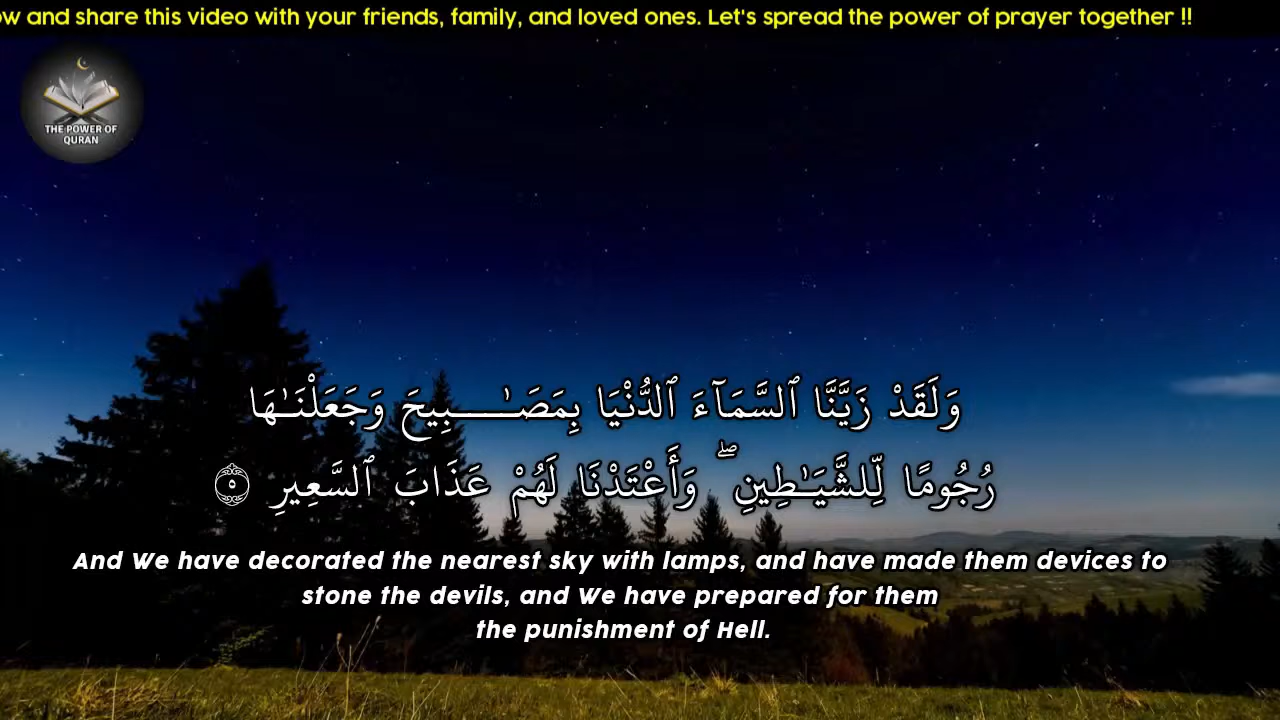 ow and share this video with your friends, family, and loved ones. Let's spread the power of prayer together !!
THE POWER OF
QURAN
وَلَقَدْ زَيَّنَّا ٱلسَّمَآءَ ٱلدُّنْيَا بِمَصَـٰـــــبِيحَ وَجَعَلْنَـٰهَا
رُجُومًا لِّلشَّيَـٰطِينِ ۖ وَأَعْتَدْنَا لَهُمْ عَذَابَ ٱلسَّعِيرِ ٥
And We have decorated the nearest sky with lamps, and have made them devices to
stone the devils, and We have prepared for them
the punishment of Hell.